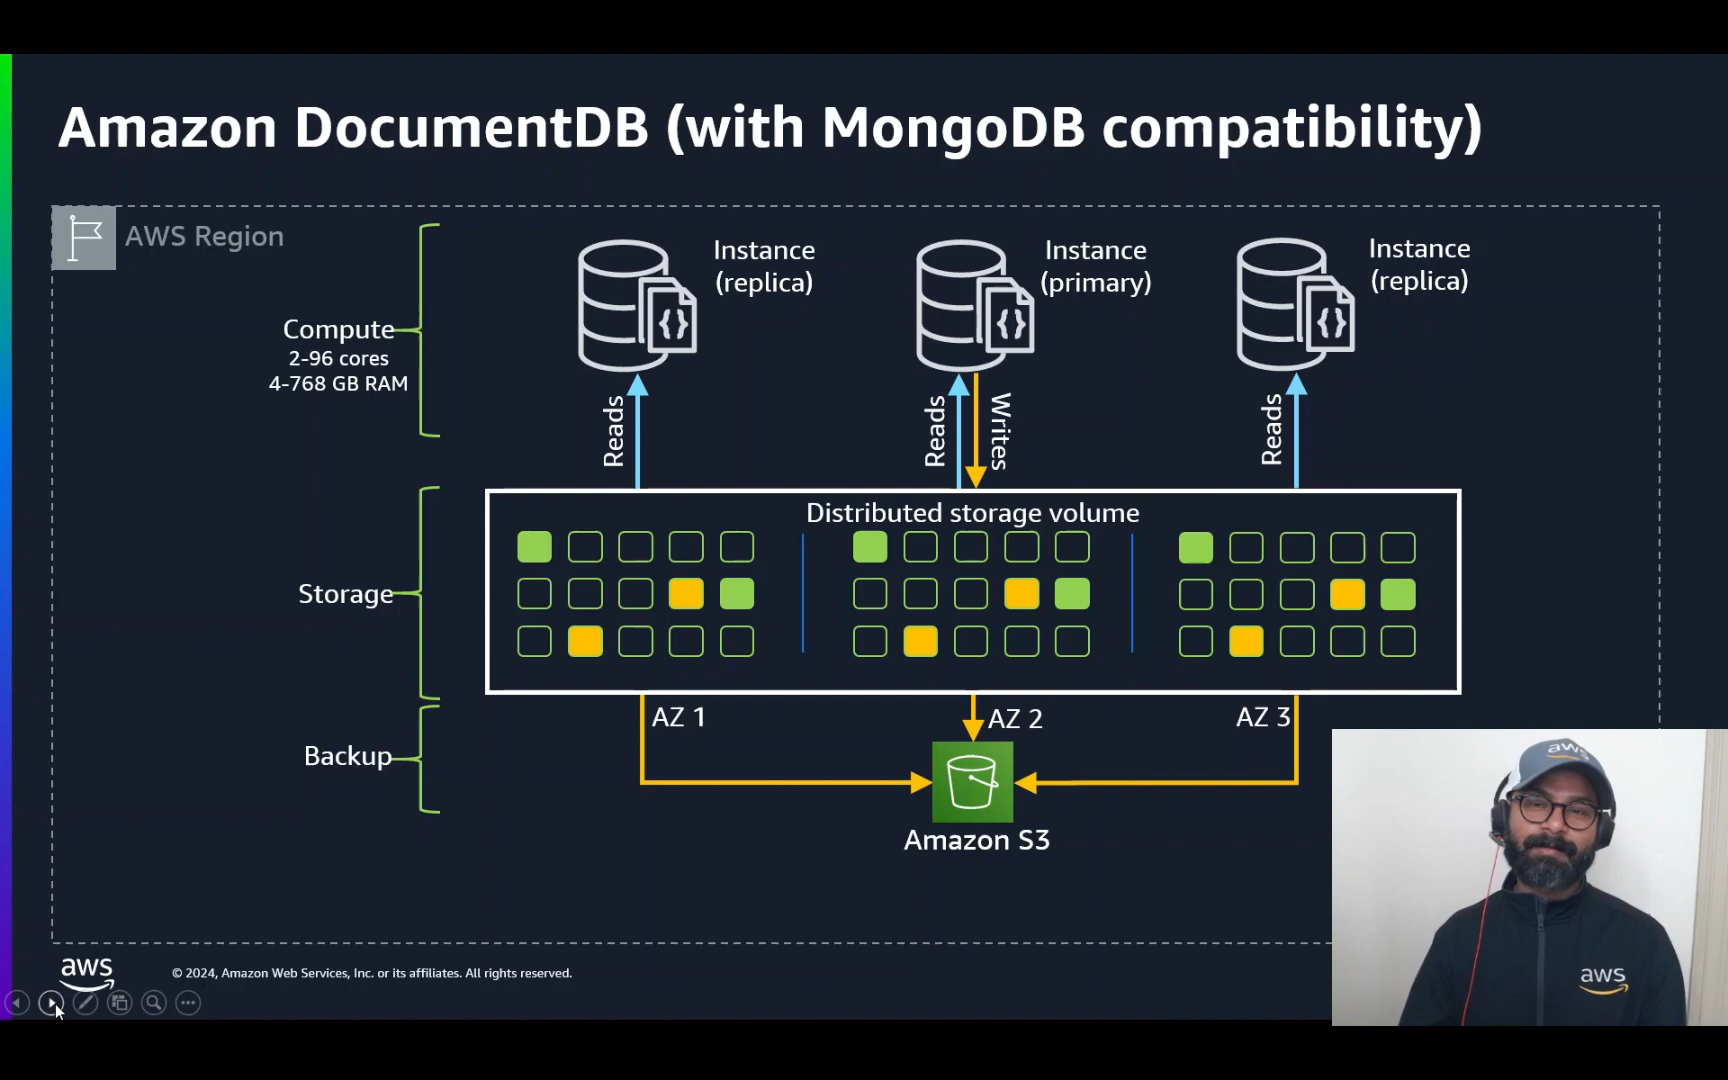 Amazon DocumentDB (with MongoDB compatibility)
AWS Region
Compute
2-96 cores
4-768 GB RAM
Instance
(replica)
Instance
(primary)
Instance
(replica)
Reads
Reads
Writes
Reads
Storage
Distributed storage volume
Backup
AZ 1
AZ 2
AZ 3
Amazon S3
aws
aws
aws
© 2024, Amazon Web Services, Inc. or its affiliates. All rights reserved.